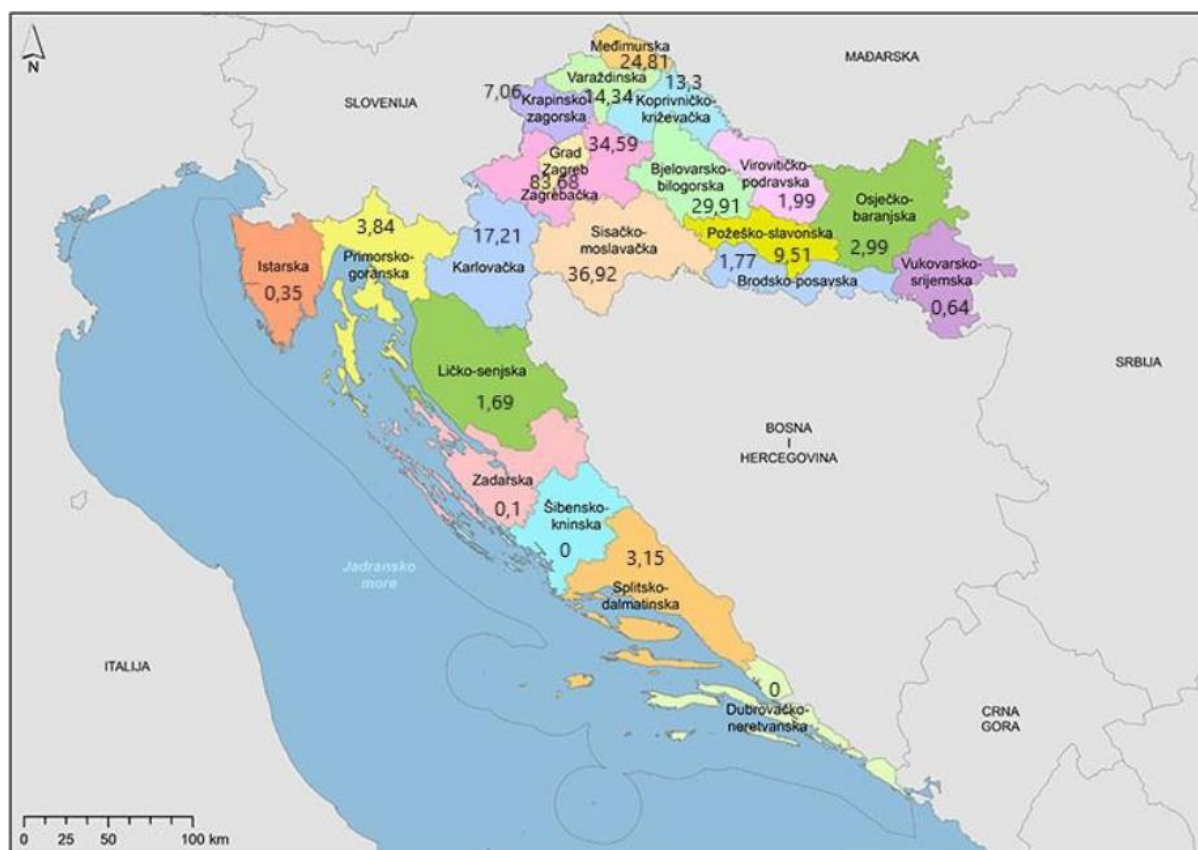 Međimurska
24,81
MAĐARSKA
Varaždinska
13,3
7,06
14,34
SLOVENIJA
Krapinsko-
zagorska
Koprivničko-
križevačka
34,59
Grad
Zagreb
83,68
Zagrebačka
Bjelovarsko-
bilogorska
29,91
Virovitičko-
podravska
1,99
Osječko-
baranjska
2,99
3,84
Primorsko-
goranska
17,21
Karlovačka
Sisačko-
moslavačka
36,92
Požeško-slavonska
9,51
1,77
Brodsko-posavska
Vukovarsko-
srijemska
0,64
Istarska
0,35
SRBIJA
Ličko-senjska
1,69
BOSNA
I
HERCEGOVINA
Zadarska
0,1
Šibensko-
kninska
0
3,15
Splitsko-
dalmatinska
Jadransko
more
ITALIJA
0
Dubrovačko-
neretvanska
CRNA
GORA
N
0 25 50 100 km